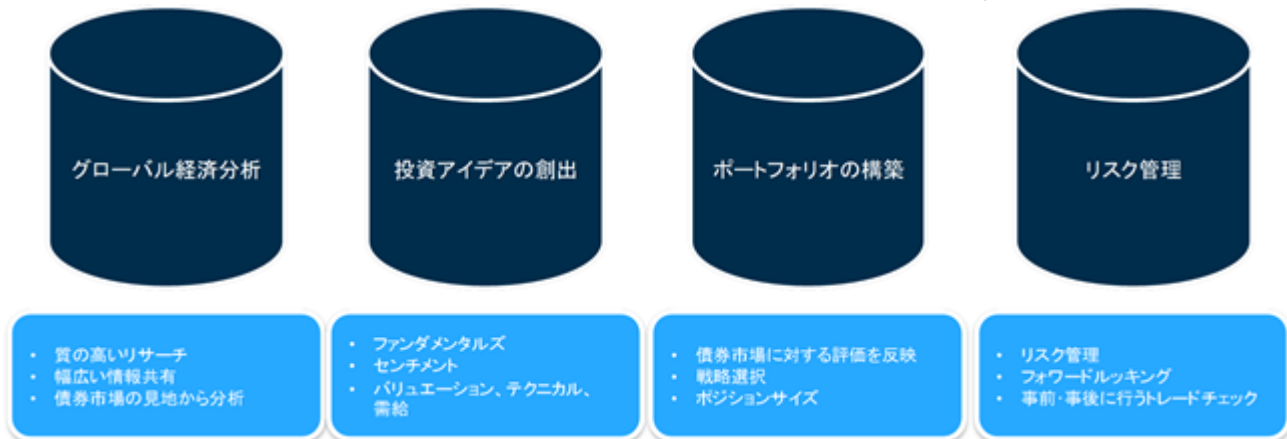 グローバル経済分析
投資アイデアの創出
ポートフォリオの構築
リスク管理
• 質の高いリサーチ
• 幅広い情報共有
• 債券市場の見地から分析
• ファンダメンタルズ
• センチメント
• バリュエーション、テクニカル、
需給
• 債券市場に対する評価を反映
• 戦略選択
• ポジションサイズ
• リスク管理
• フォワードルッキング
• 事前・事後に行うトレードチェック